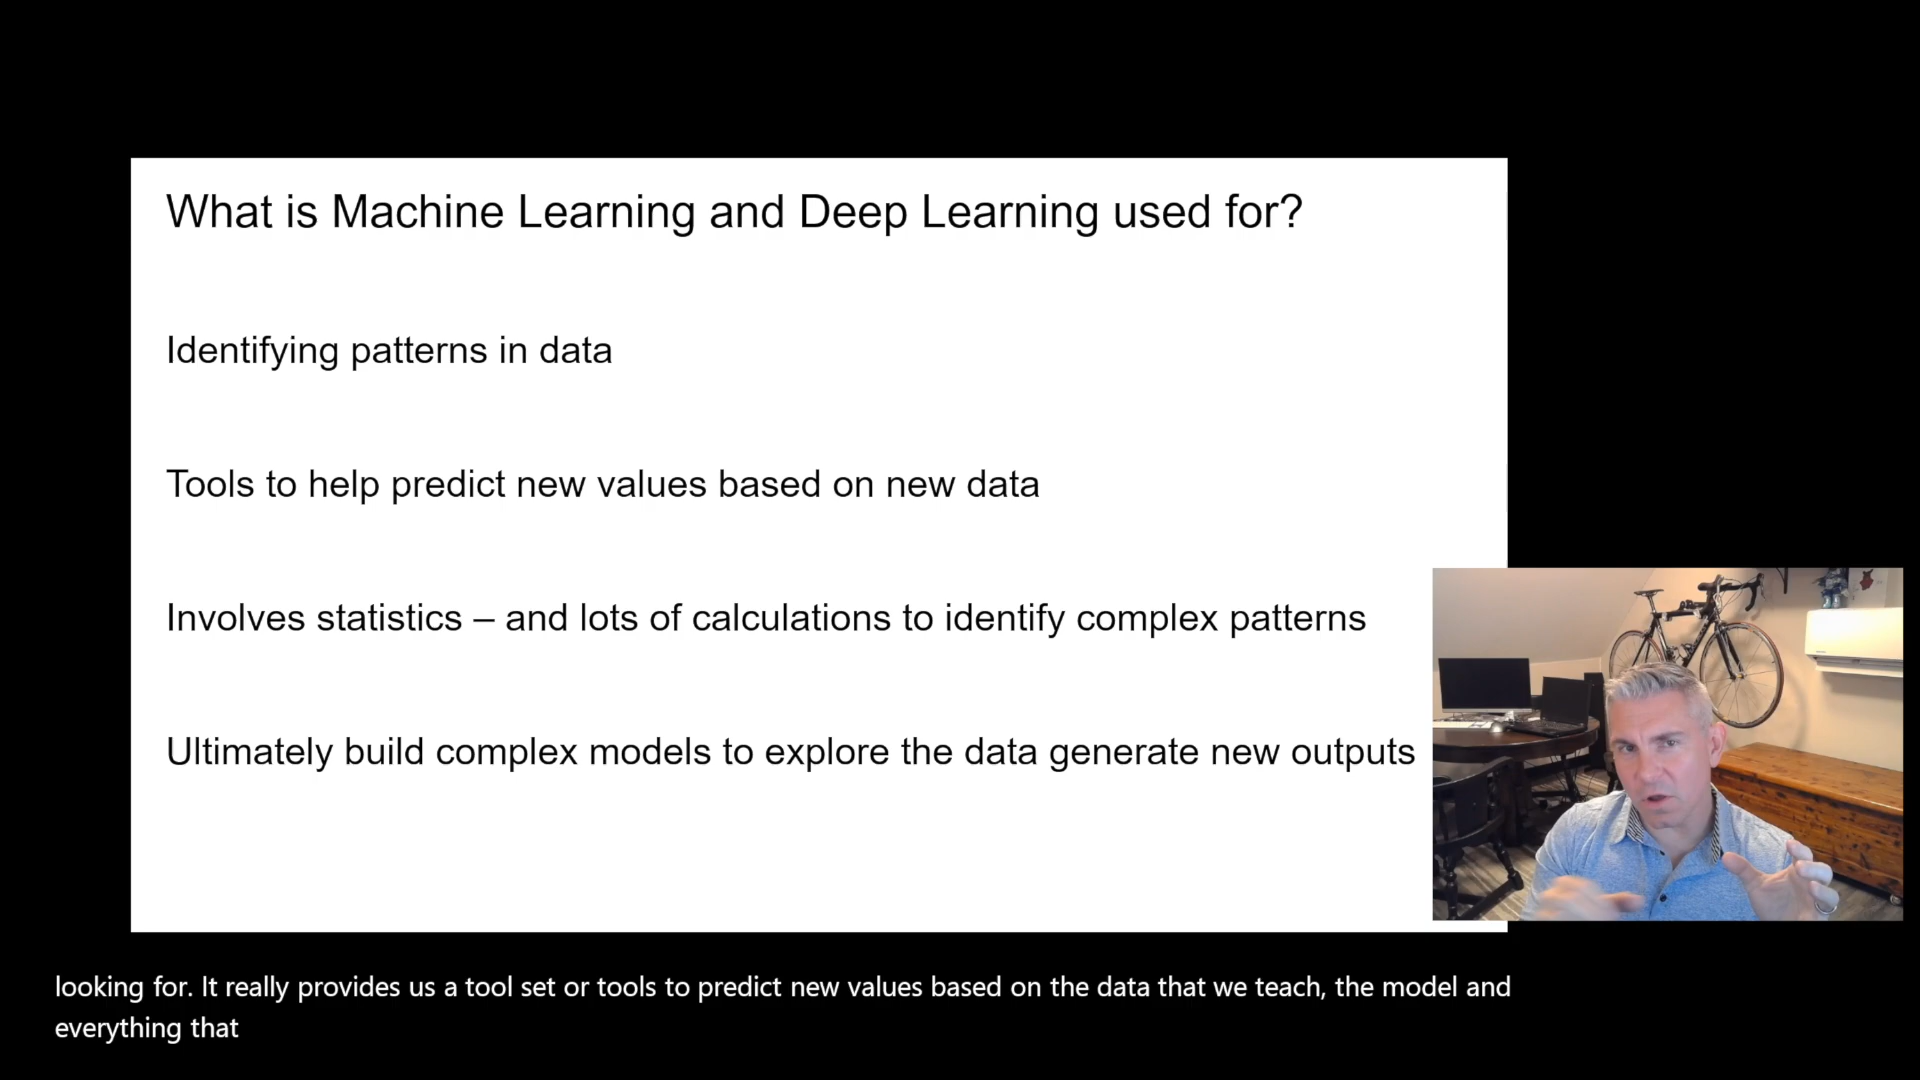 What is Machine Learning and Deep Learning used for?
Identifying patterns in data
Tools to help predict new values based on new data
Involves statistics – and lots of calculations to identify complex patterns
Ultimately build complex models to explore the data generate new outputs
looking for. It really provides us a tool set or tools to predict new values based on the data that we teach, the model and
everything that